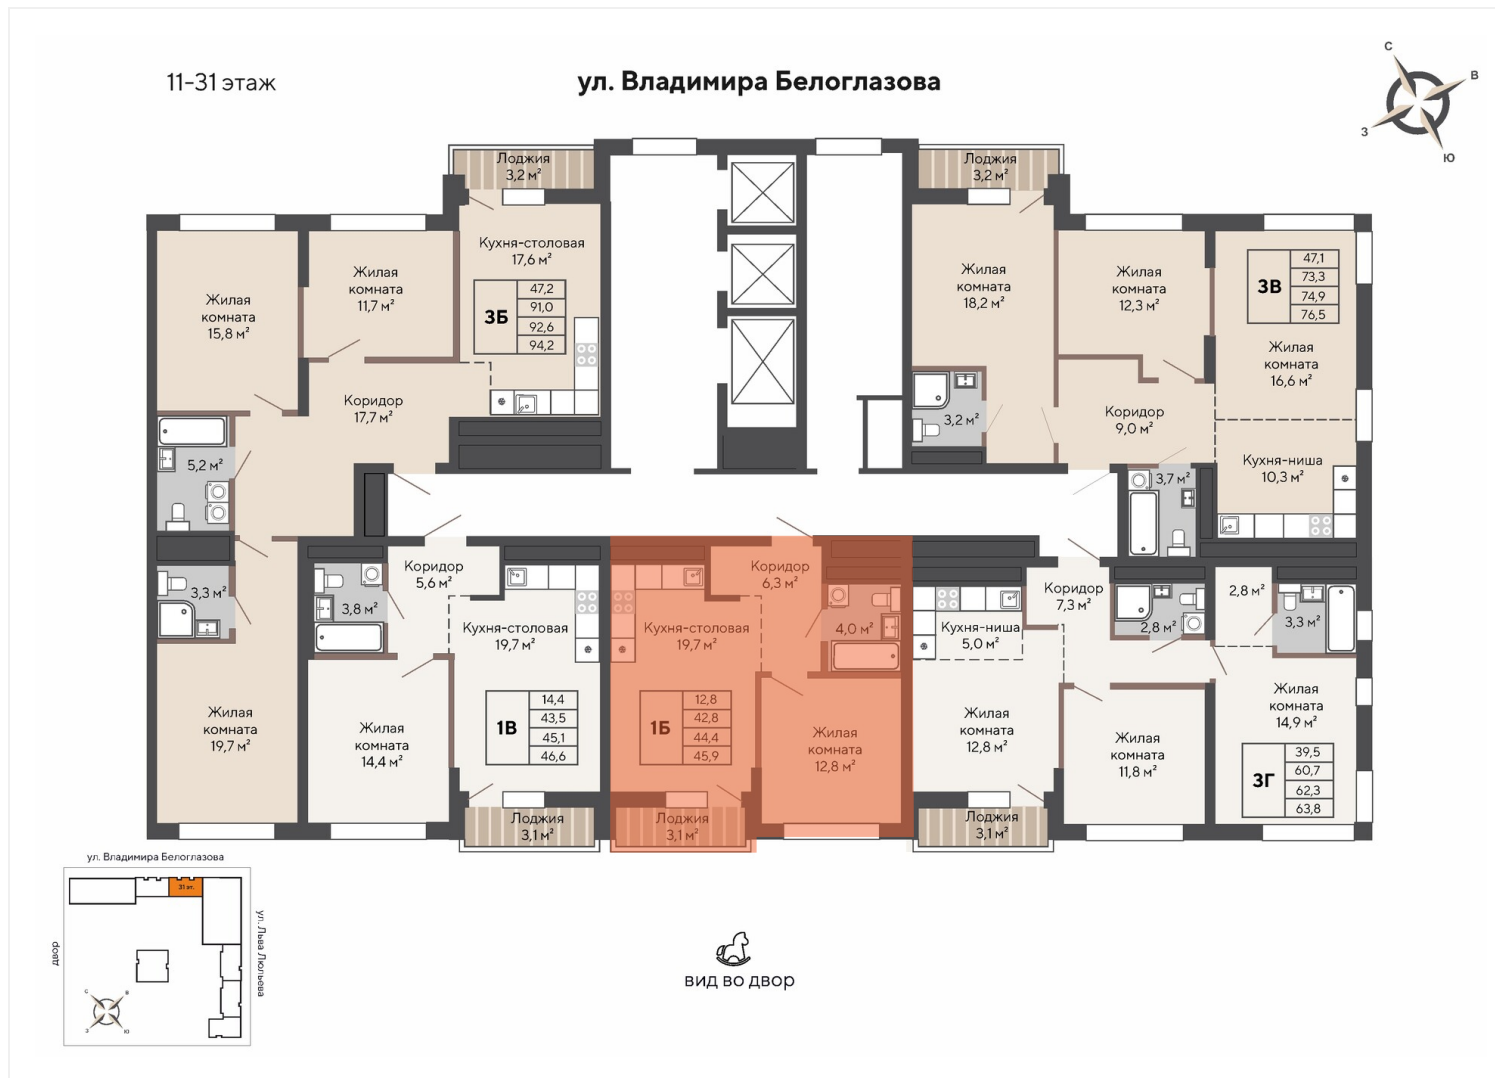 11-31 этаж
ул. Владимира Белоглазова
С
В
З
Ю
Лоджия
3,2 м²
Лоджия
3,2 м²
Кухня-столовая
17,6 м²
3Б
47,2
91,0
92,6
94,2
Жилая
комната
11,7 м²
Жилая
комната
15,8 м²
Коридор
17,7 м²
5,2 м²
3,3 м²
Жилая
комната
19,7 м²
Жилая
комната
18,2 м²
3,2 м²
Жилая
комната
12,3 м²
Коридор
9,0 м²
3В
47,1
73,3
74,9
76,5
Жилая
комната
16,6 м²
Кухня-ниша
10,3 м²
3,7 м²
Коридор
5,6 м²
3,8 м²
Кухня-столовая
19,7 м²
1В
14,4
43,5
45,1
46,6
Жилая
комната
14,4 м²
Лоджия
3,1 м²
Коридор
6,3 м²
4,0 м²
Кухня-столовая
19,7 м²
1Б
12,8
42,8
44,4
45,9
Жилая
комната
12,8 м²
Лоджия
3,1 м²
Коридор
7,3 м²
Кухня-ниша
5,0 м²
2,8 м²
2,8 м²
3,3 м²
Жилая
комната
12,8 м²
Жилая
комната
11,8 м²
Жилая
комната
14,9 м²
3Г
39,5
60,7
62,3
63,8
Лоджия
3,1 м²
ул. Владимира Белоглазова
31 эт.
двор
ул. Льва Люльева
С
В
З
Ю
вид во двор